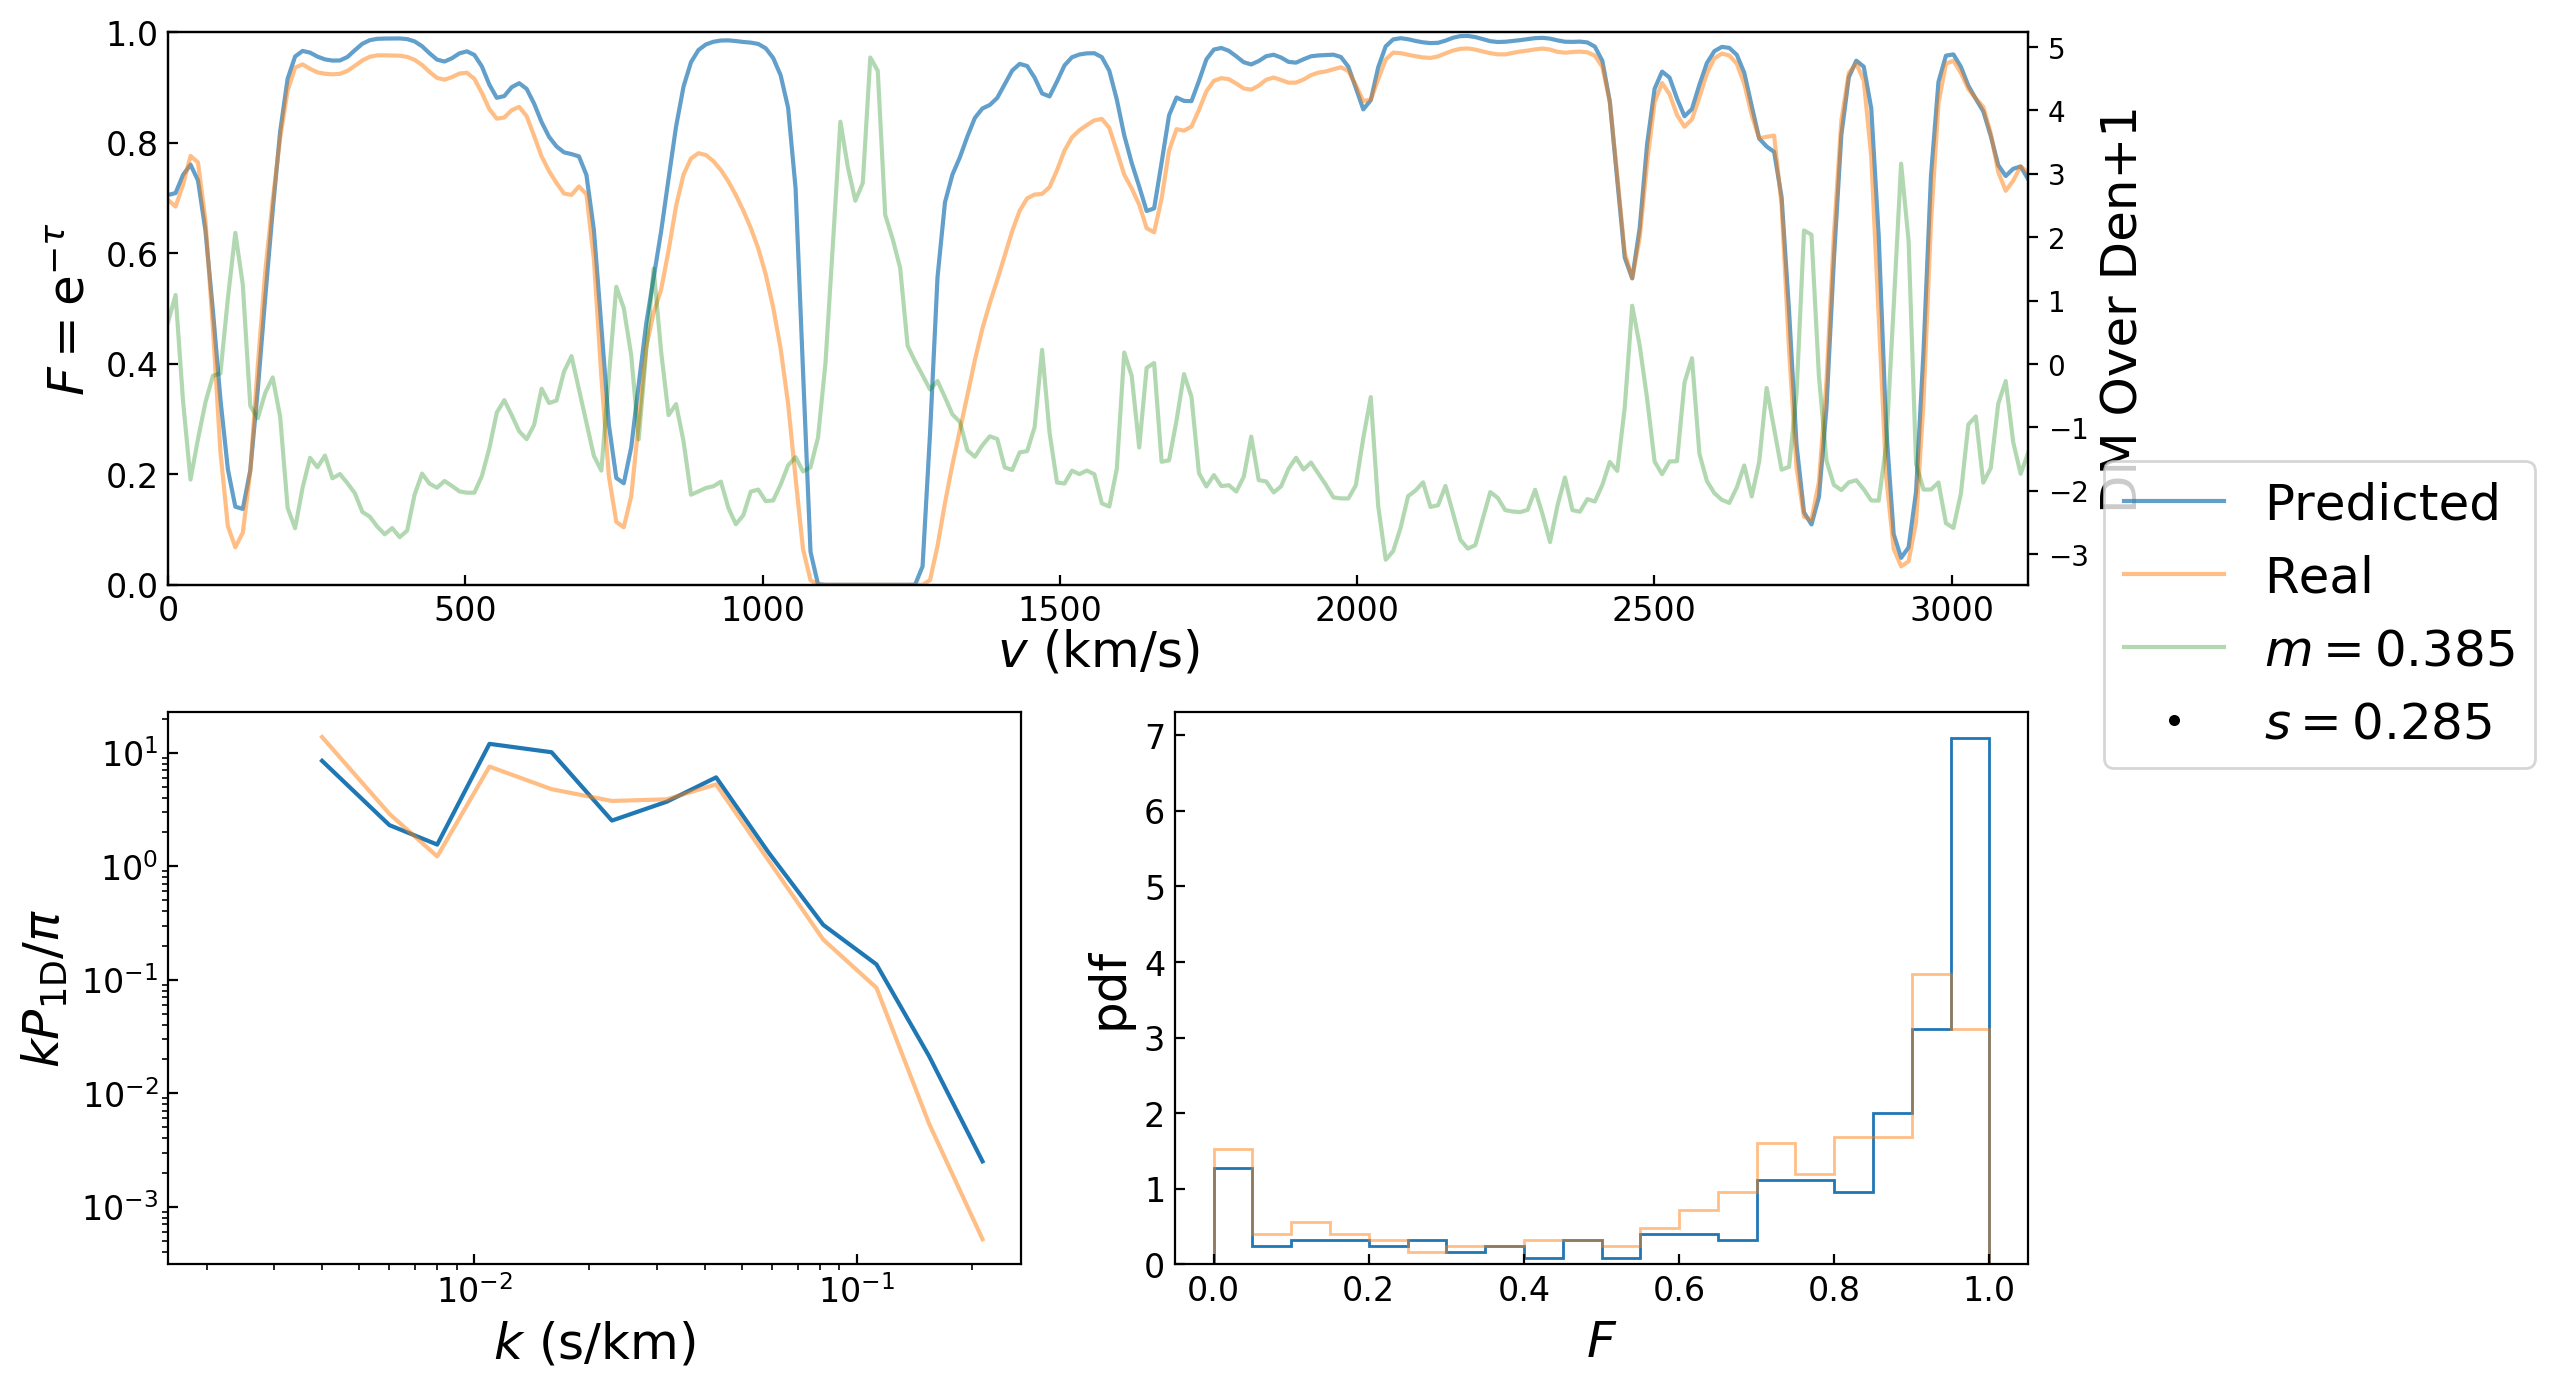 1.0
0.8
0.6
0.4
0.2
0.0
F = e^{-τ}
0 500 1000 1500 2000 2500 3000
v (km/s)
5
4
3
2
1
0
−1
−2
−3
DM Over Den+1
Predicted
Real
m = 0.385
s = 0.285
10^1
10^0
10^{-1}
10^{-2}
10^{-3}
kP_{1D}/π
10^{-2} 10^{-1}
k (s/km)
7
6
5
4
3
2
1
0
pdf
0.0 0.2 0.4 0.6 0.8 1.0
F